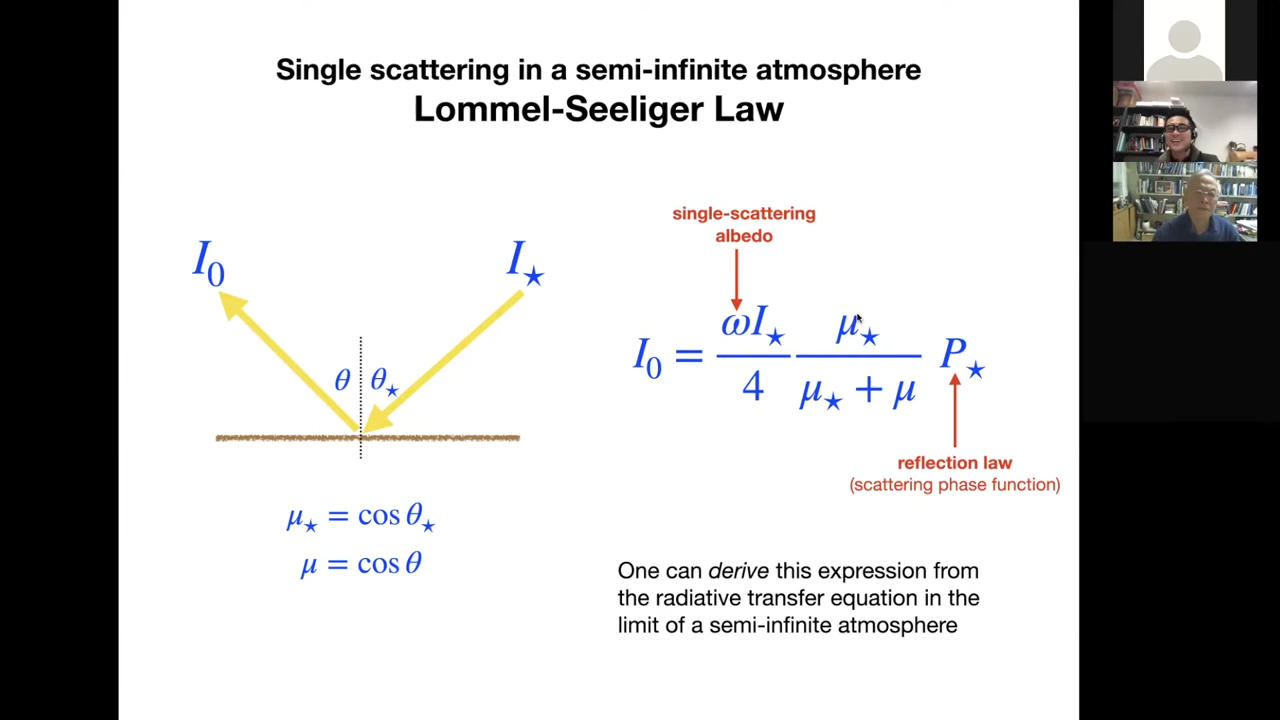 Single scattering in a semi-infinite atmosphere
Lommel-Seeliger Law
I₀
I★
θ
θ★
μ★ = cos θ★
μ = cos θ
single-scattering
albedo
I₀ = ωI★/4 μ★/(μ★ + μ) P★
reflection law
(scattering phase function)
One can derive this expression from
the radiative transfer equation in the
limit of a semi-infinite atmosphere